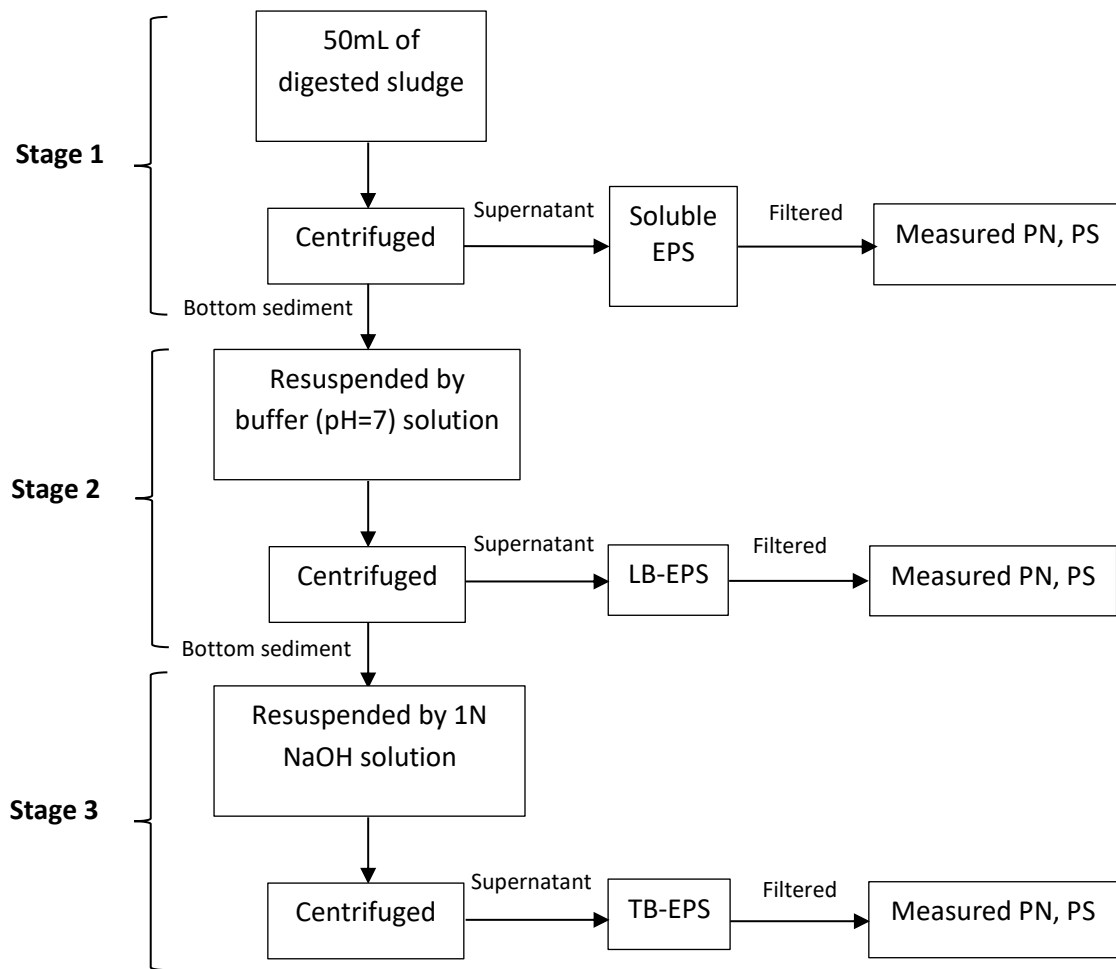 50mL of
digested sludge
Stage 1
Centrifuged
Supernatant
Soluble
EPS
Filtered
Measured PN, PS
Bottom sediment
Resuspended by
buffer (pH=7) solution
Stage 2
Centrifuged
Supernatant
LB-EPS
Filtered
Measured PN, PS
Bottom sediment
Resuspended by 1N
NaOH solution
Stage 3
Centrifuged
Supernatant
TB-EPS
Filtered
Measured PN, PS